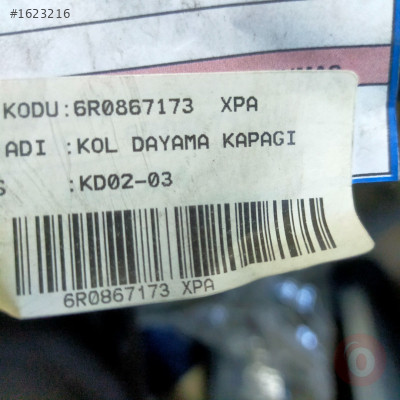 #1623216
KODU:6R0867173 XPA
ADI :KOL DAYAMA KAPAGI
S :KD02-03
6R0867173 XPA